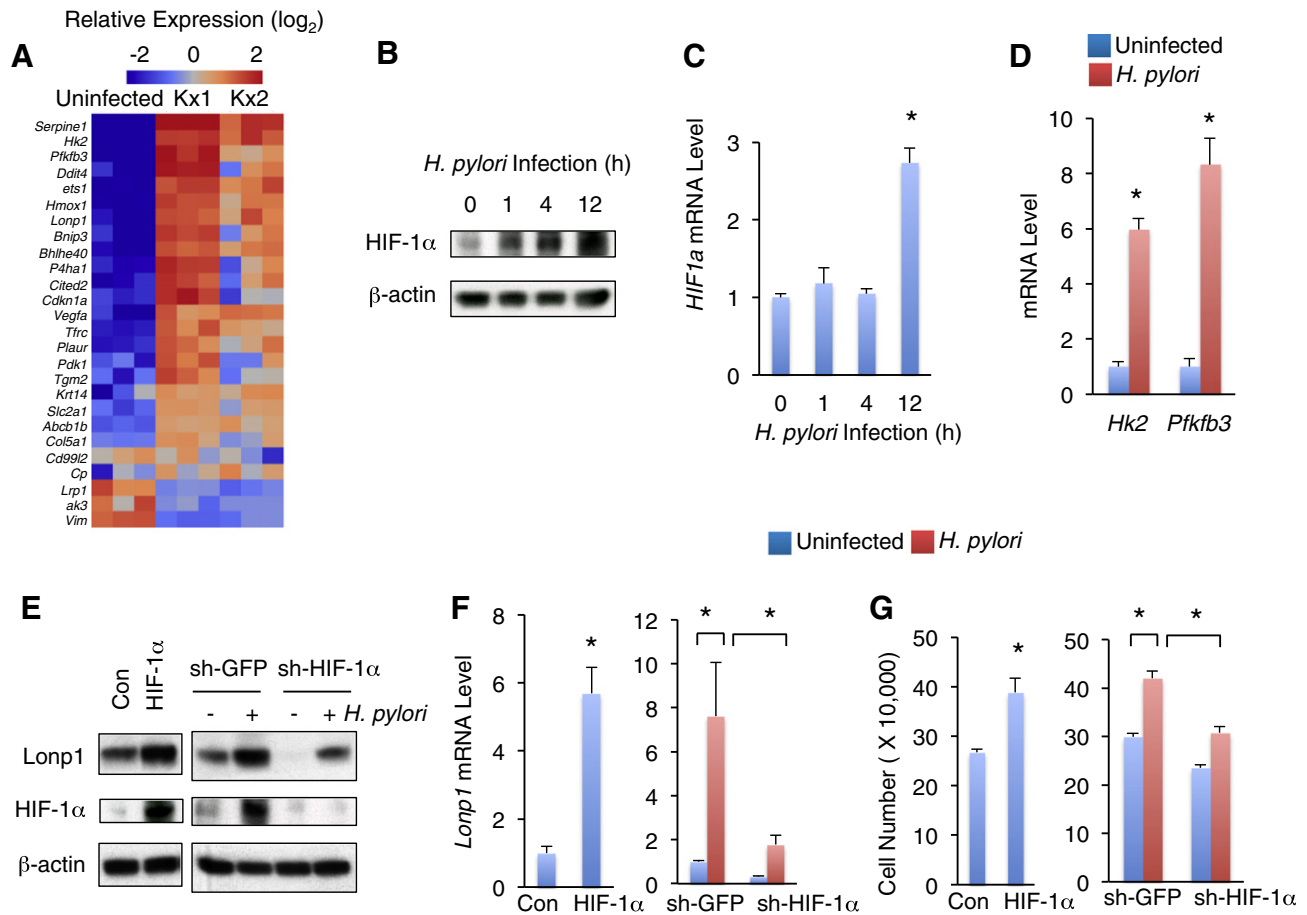 Relative Expression (log2)
A
-2 0 2
Uninfected Kx1 Kx2
Serpine1
Hk2
Pfkfb3
Ddit4
ets1
Hmox1
Lonp1
Bnip3
Bhlhe40
P4ha1
Cited2
Cdkn1a
Vegfa
Tfrc
Plaur
Pdk1
Tgm2
Krt14
Slc2a1
Abcb1b
Col5a1
Cd99l2
Cp
Lrp1
ak3
Vim
B
H. pylori Infection (h)
0 1 4 12
HIF-1α
β-actin
C
HIF1a mRNA Level
3
2
1
0
*
0 1 4 12
H. pylori Infection (h)
D
Uninfected
H. pylori
mRNA Level
10
8
6
4
2
0
* *
Hk2 Pfkfb3
Uninfected H. pylori
E
Con HIF-1α
sh-GFP sh-HIF-1α
- + - + H. pylori
Lonp1
HIF-1α
β-actin
F
Lonp1 mRNA Level
8
6
4
2
0
*
Con HIF-1α
12
10
8
6
4
2
0
* *
sh-GFP sh-HIF-1α
G
Cell Number ( X 10,000)
50
40
30
20
10
0
*
Con HIF-1α
50
40
30
20
10
0
* *
sh-GFP sh-HIF-1α